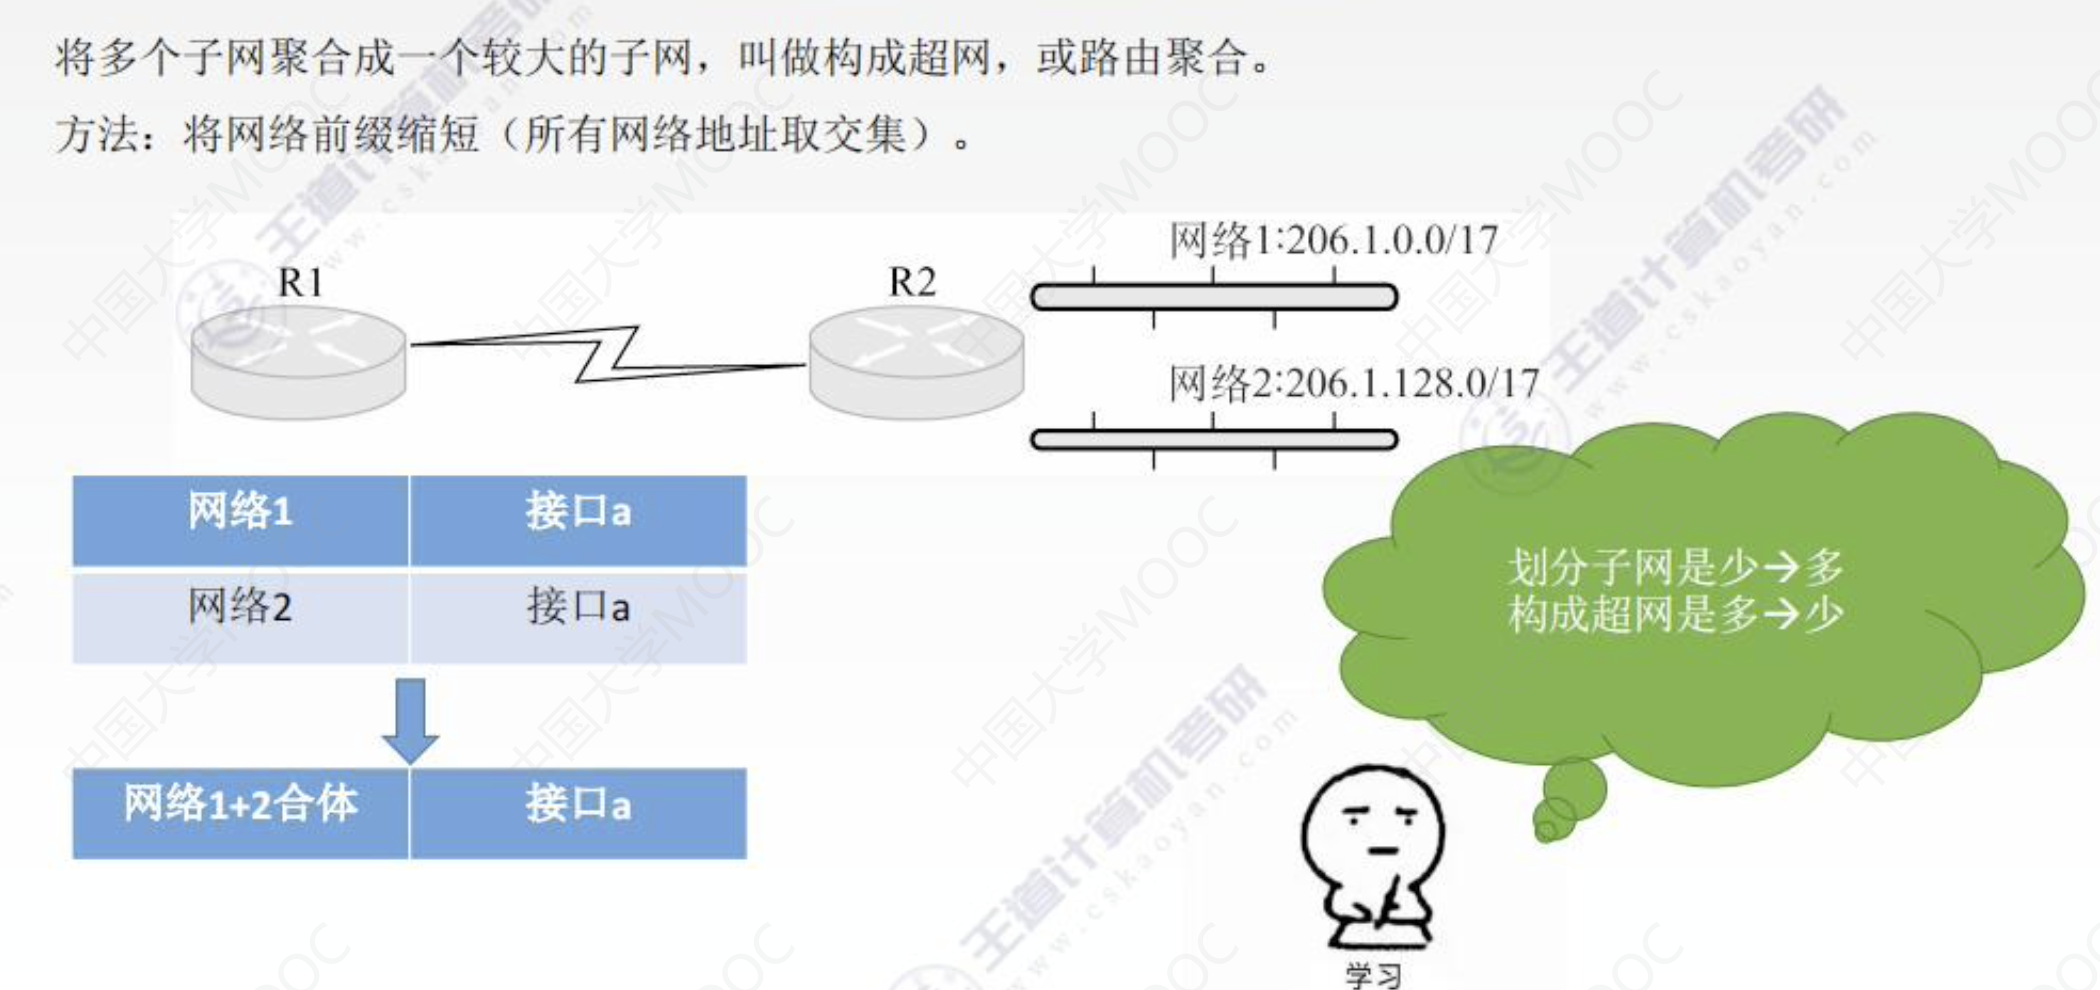 将多个子网聚合成一个较大的子网，叫做构成超网，或路由聚合。
方法：将网络前缀缩短（所有网络地址取交集）。
网络1:206.1.0.0/17
R1
R2
网络2:206.1.128.0/17
网络1 接口a
网络2 接口a
网络1+2合体 接口a
划分子网是少→多
构成超网是多→少
学习
中国大学MOOC
王道计算机考研
www.cskaoyan.com